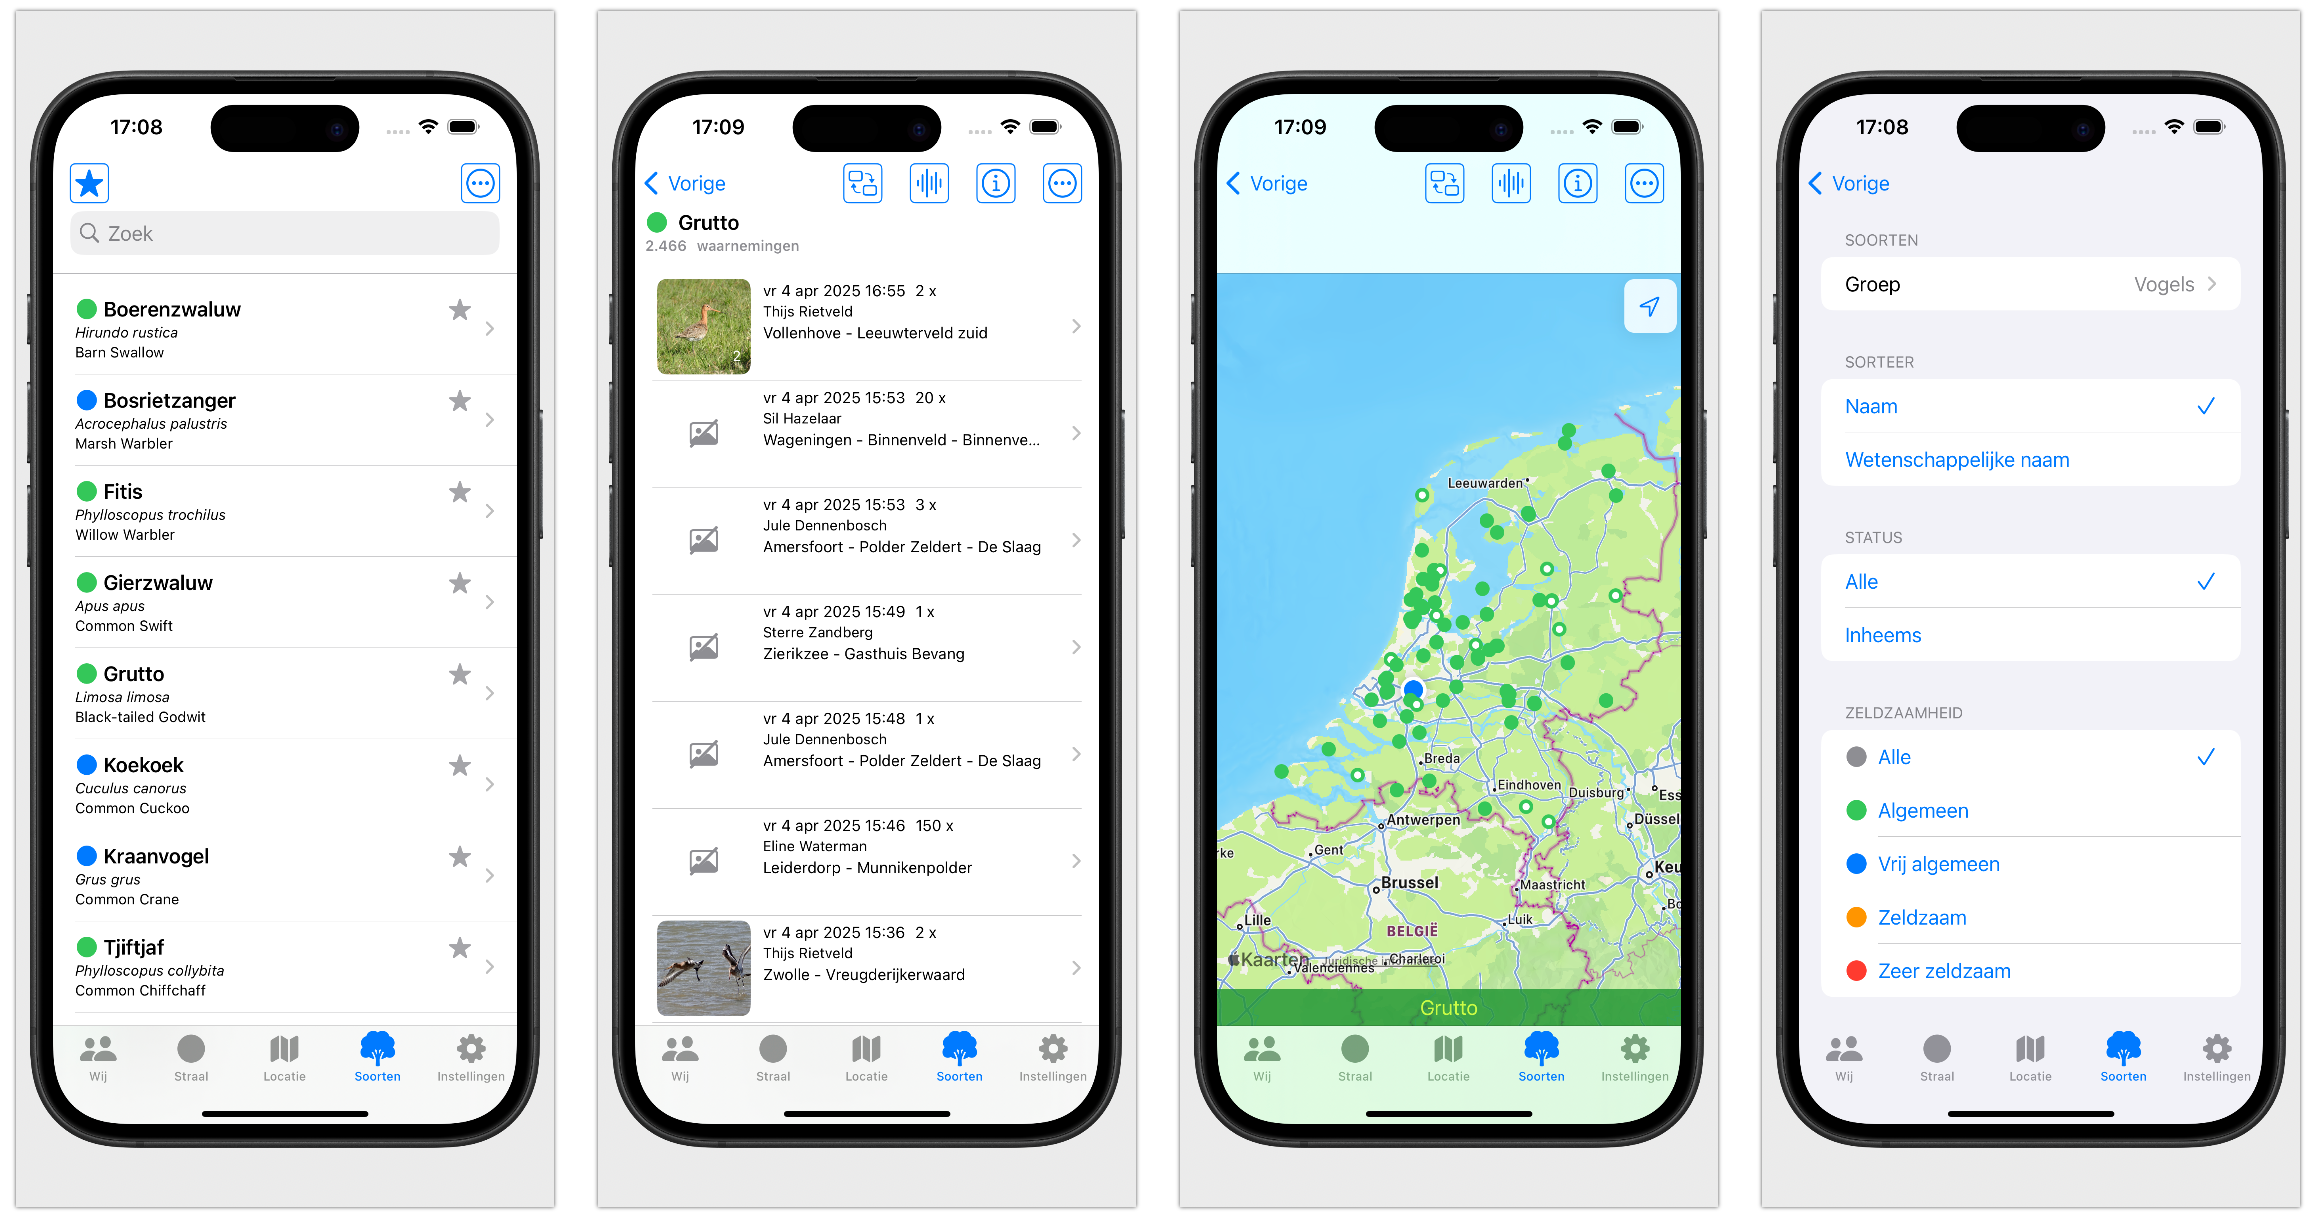 17:08
Zoek
Boerenzwaluw
Hirundo rustica
Barn Swallow
Bosrietzanger
Acrocephalus palustris
Marsh Warbler
Fitis
Phylloscopus trochilus
Willow Warbler
Gierzwaluw
Apus apus
Common Swift
Grutto
Limosa limosa
Black-tailed Godwit
Koekoek
Cuculus canorus
Common Cuckoo
Kraanvogel
Grus grus
Common Crane
Tjiftjaf
Phylloscopus collybita
Common Chiffchaff
Wij Straal Locatie Soorten Instellingen
17:09
Vorige
Grutto
2.466 waarnemingen
vr 4 apr 2025 16:55 2 x
Thijs Rietveld
Vollenhove - Leeuwterveld zuid
2
vr 4 apr 2025 15:53 20 x
Sil Hazelaar
Wageningen - Binnenveld - Binnenve...
vr 4 apr 2025 15:53 3 x
Jule Dennenbosch
Amersfoort - Polder Zeldert - De Slaag
vr 4 apr 2025 15:49 1 x
Sterre Zandberg
Zierikzee - Gasthuis Bevang
vr 4 apr 2025 15:48 1 x
Jule Dennenbosch
Amersfoort - Polder Zeldert - De Slaag
vr 4 apr 2025 15:46 150 x
Eline Waterman
Leiderdorp - Munnikenpolder
vr 4 apr 2025 15:36 2 x
Thijs Rietveld
Zwolle - Vreugderijkerwaard
Wij Straal Locatie Soorten Instellingen
17:09
Vorige
Leeuwarden
Breda
Eindhoven
Duisburg
Ess
Antwerpen
Düssel
rke
Gent
Keu
Brussel
Maastricht
Bo
Lille
Luik
BELGIË
Kaarten
Juridische
Charleroi
Valenciennes
Grutto
Wij Straal Locatie Soorten Instellingen
17:08
Vorige
SOORTEN
Groep Vogels
SORTEER
Naam
Wetenschappelijke naam
STATUS
Alle
Inheems
ZELDZAAMHEID
Alle
Algemeen
Vrij algemeen
Zeldzaam
Zeer zeldzaam
Wij Straal Locatie Soorten Instellingen